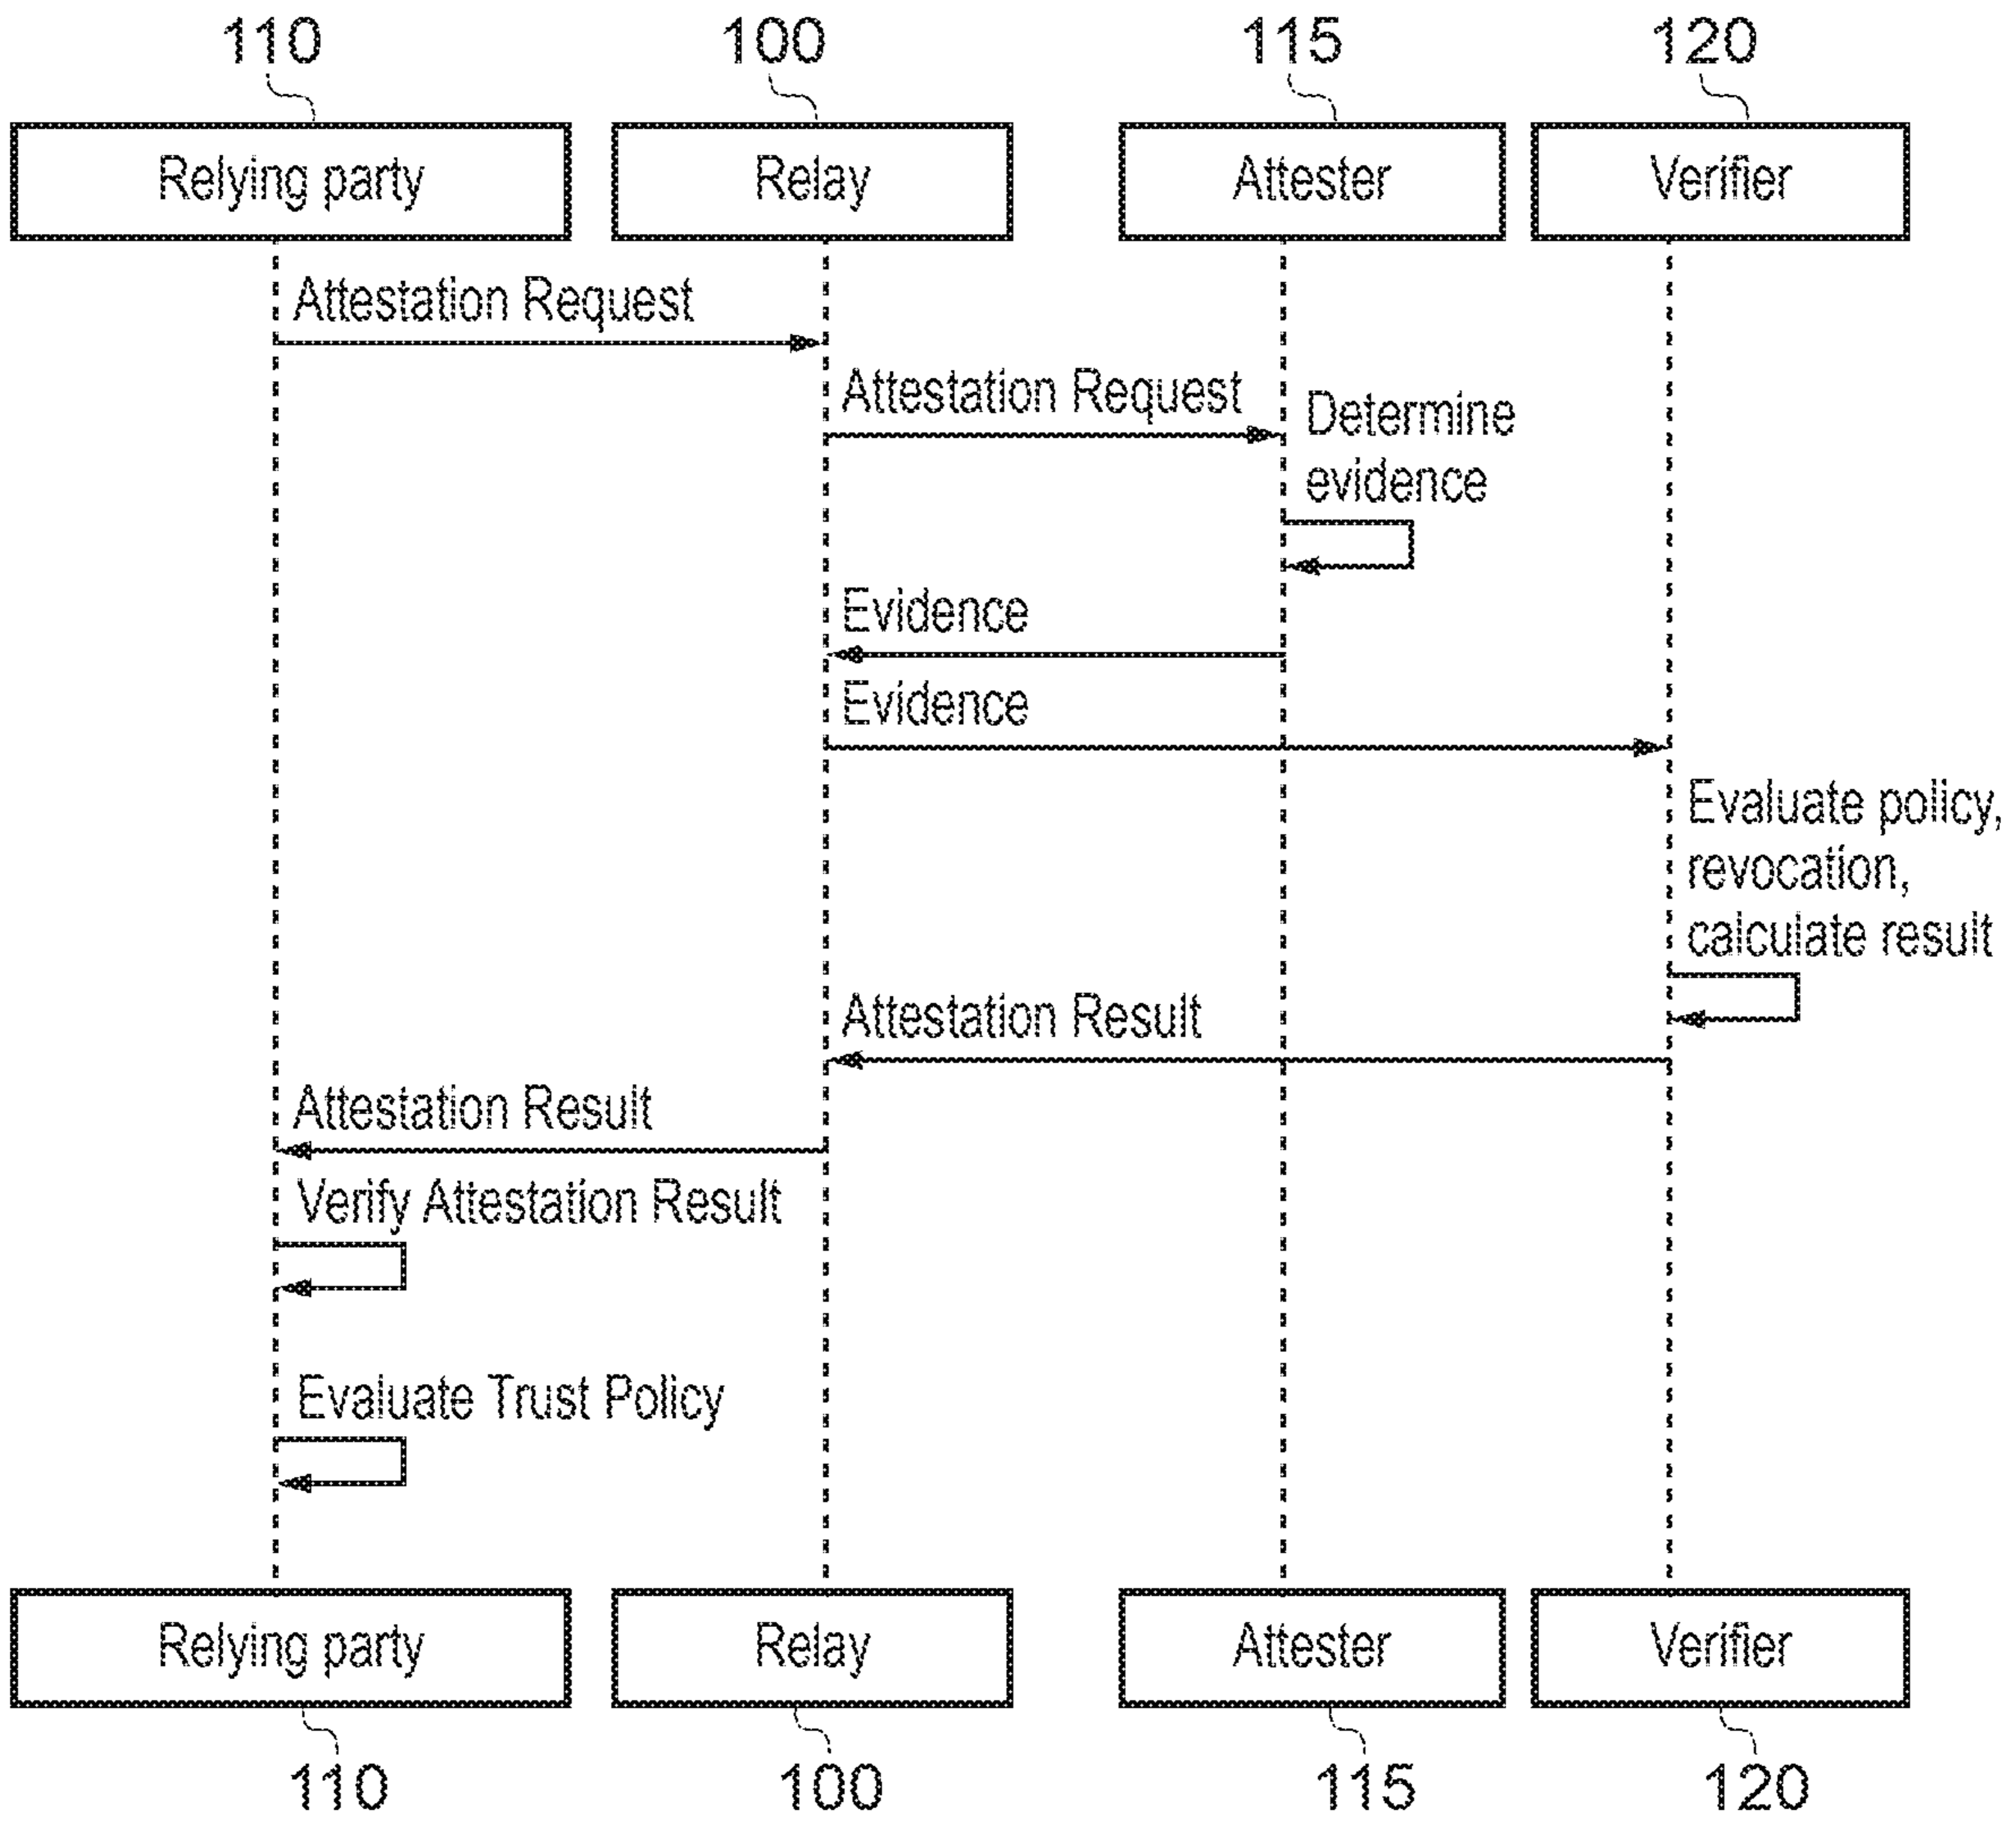 110
100
115
120
Relying party
Relay
Attester
Verifier
Attestation Request
Attestation Request
Determine
evidence
Evidence
Evidence
Evaluate policy,
revocation,
calculate result
Attestation Result
Attestation Result
Verify Attestation Result
Evaluate Trust Policy
Relying party
Relay
Attester
Verifier
110
100
115
120